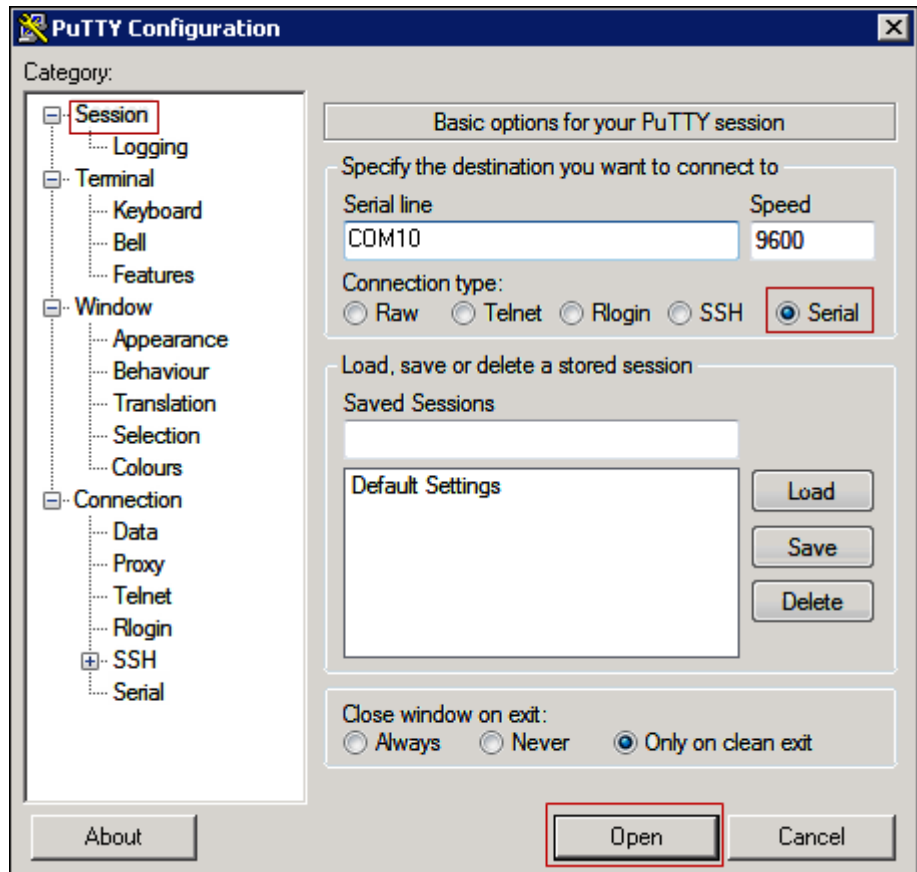 PuTTY Configuration
Category:
Session
Logging
Terminal
Keyboard
Bell
Features
Window
Appearance
Behaviour
Translation
Selection
Colours
Connection
Data
Proxy
Telnet
Rlogin
SSH
Serial
Basic options for your PuTTY session
Specify the destination you want to connect to
Serial line Speed
COM10 9600
Connection type:
Raw Telnet Rlogin SSH Serial
Load, save or delete a stored session
Saved Sessions
Default Settings
Load
Save
Delete
Close window on exit:
Always Never Only on clean exit
About Open Cancel